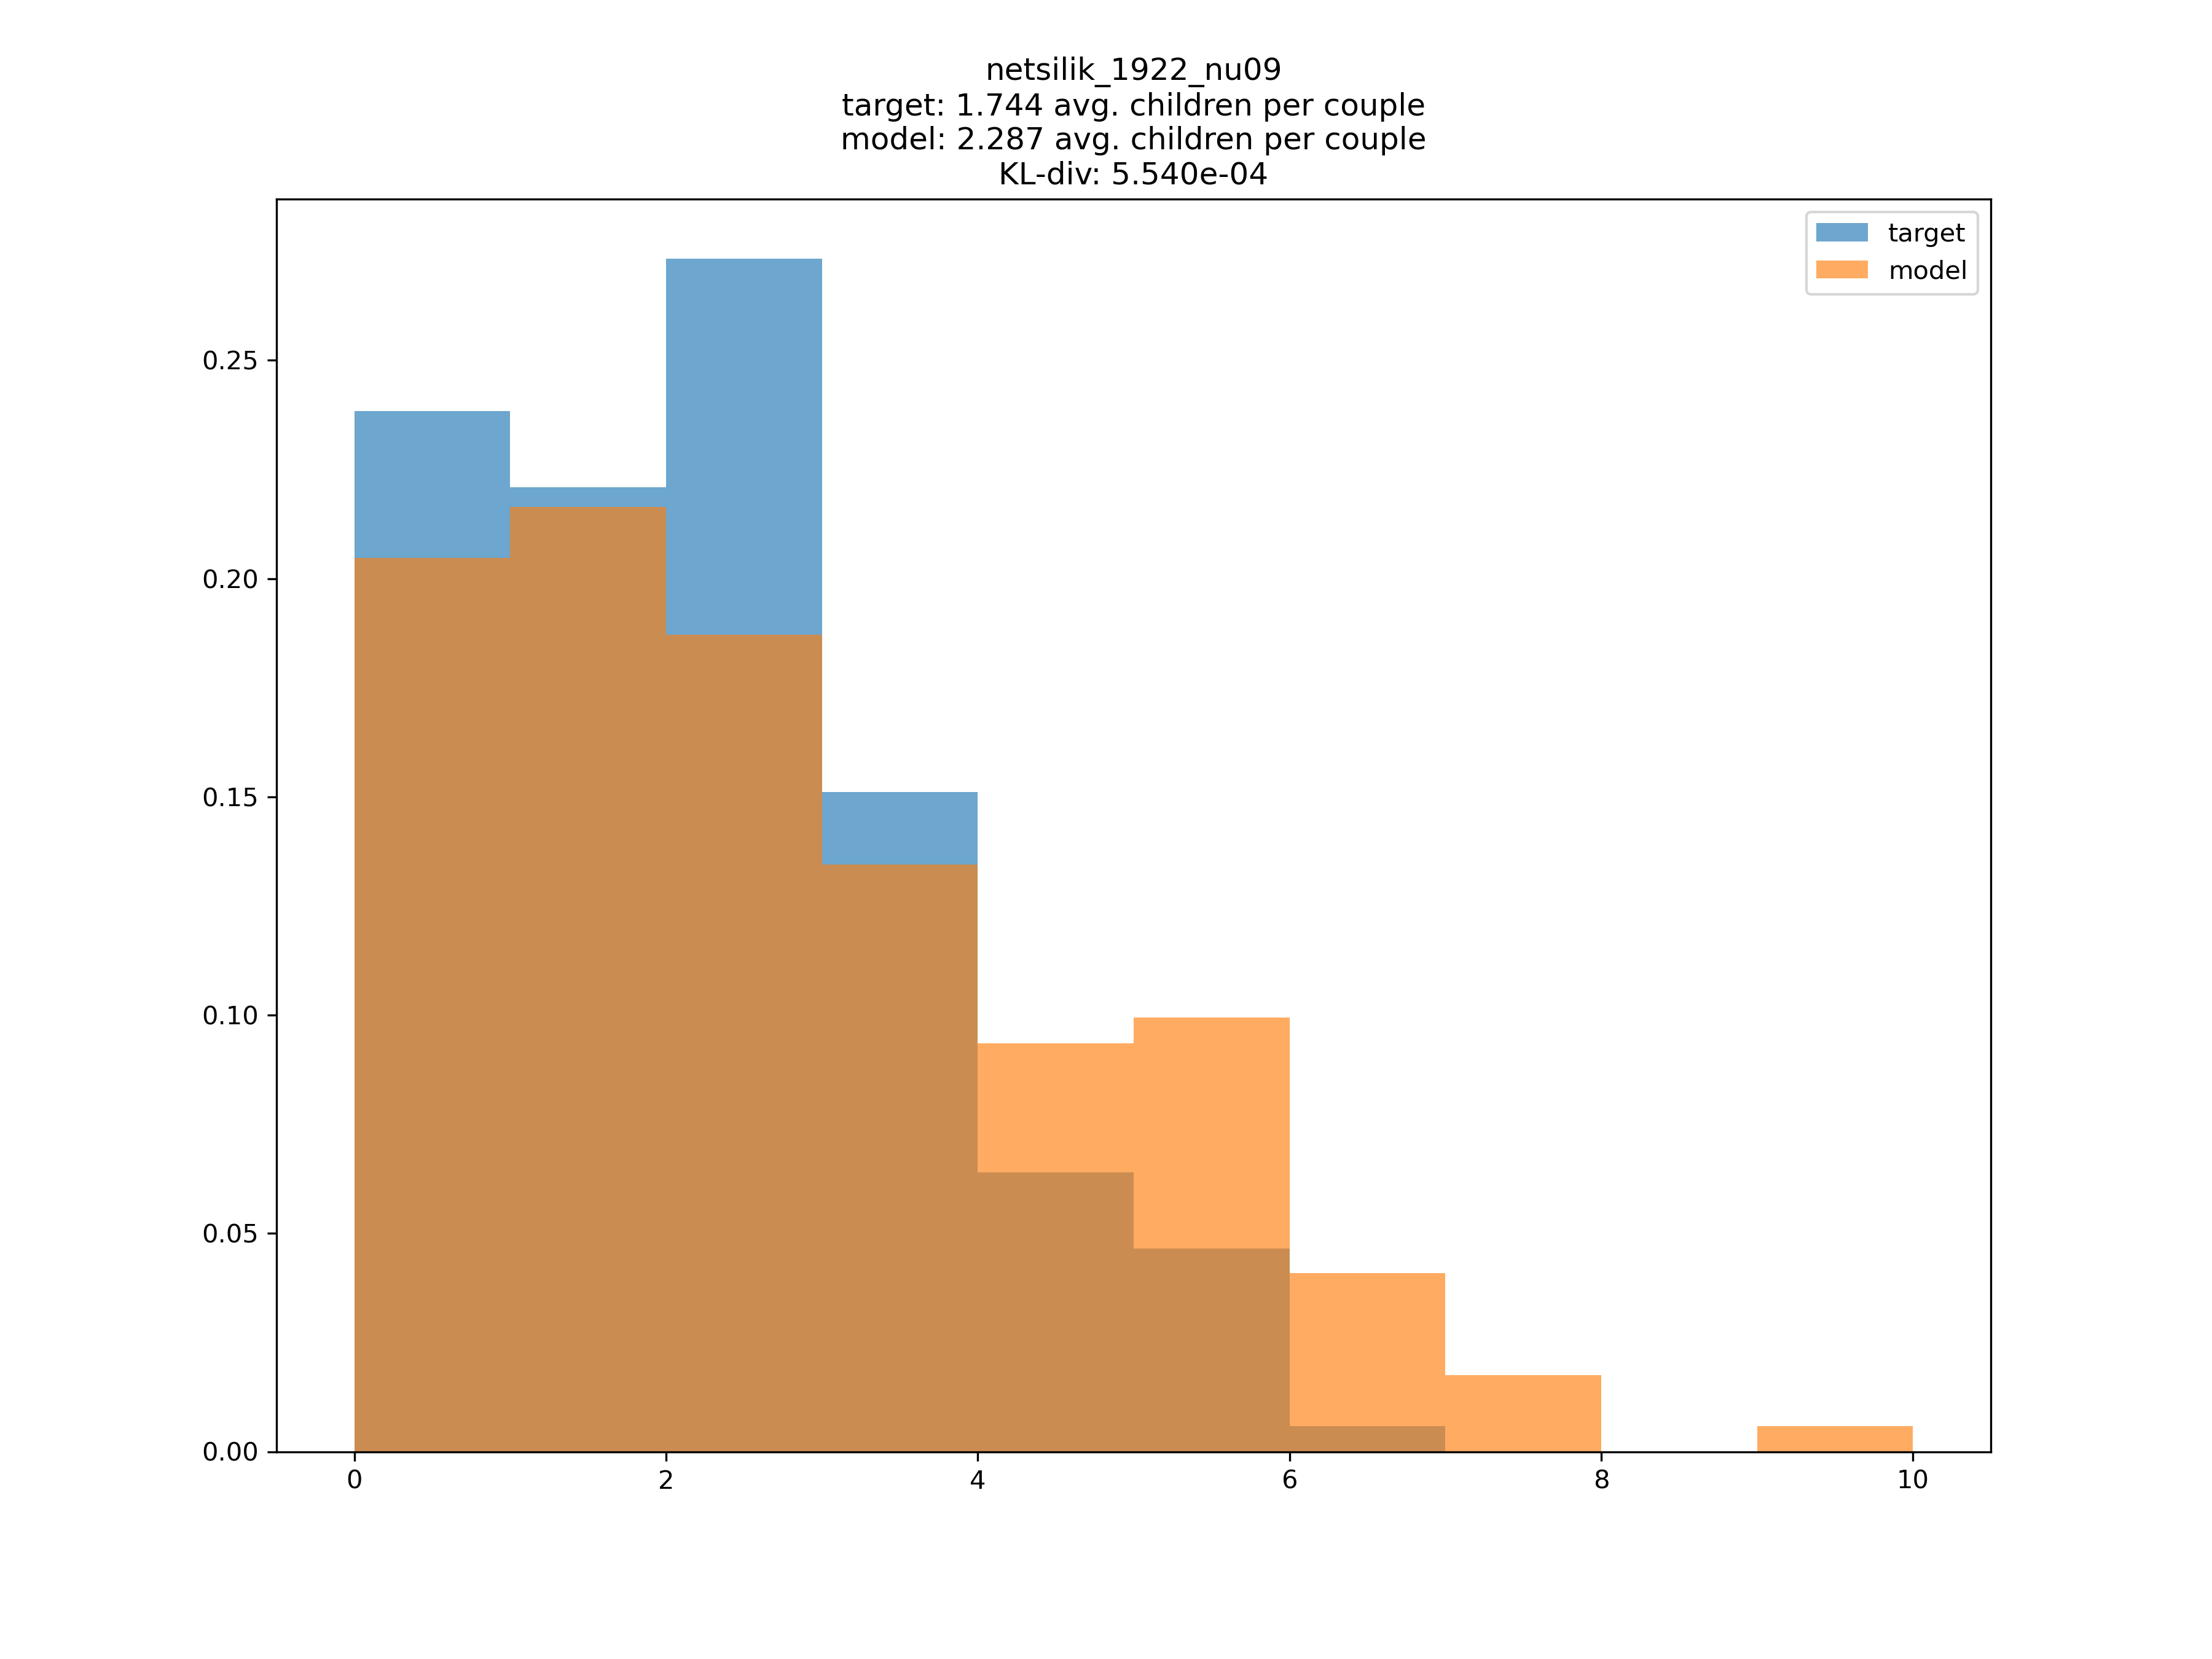 netsilik_1922_nu09
target: 1.744 avg. children per couple
model: 2.287 avg. children per couple
KL-div: 5.540e-04
target
model
0.25
0.20
0.15
0.10
0.05
0.00
0 2 4 6 8 10